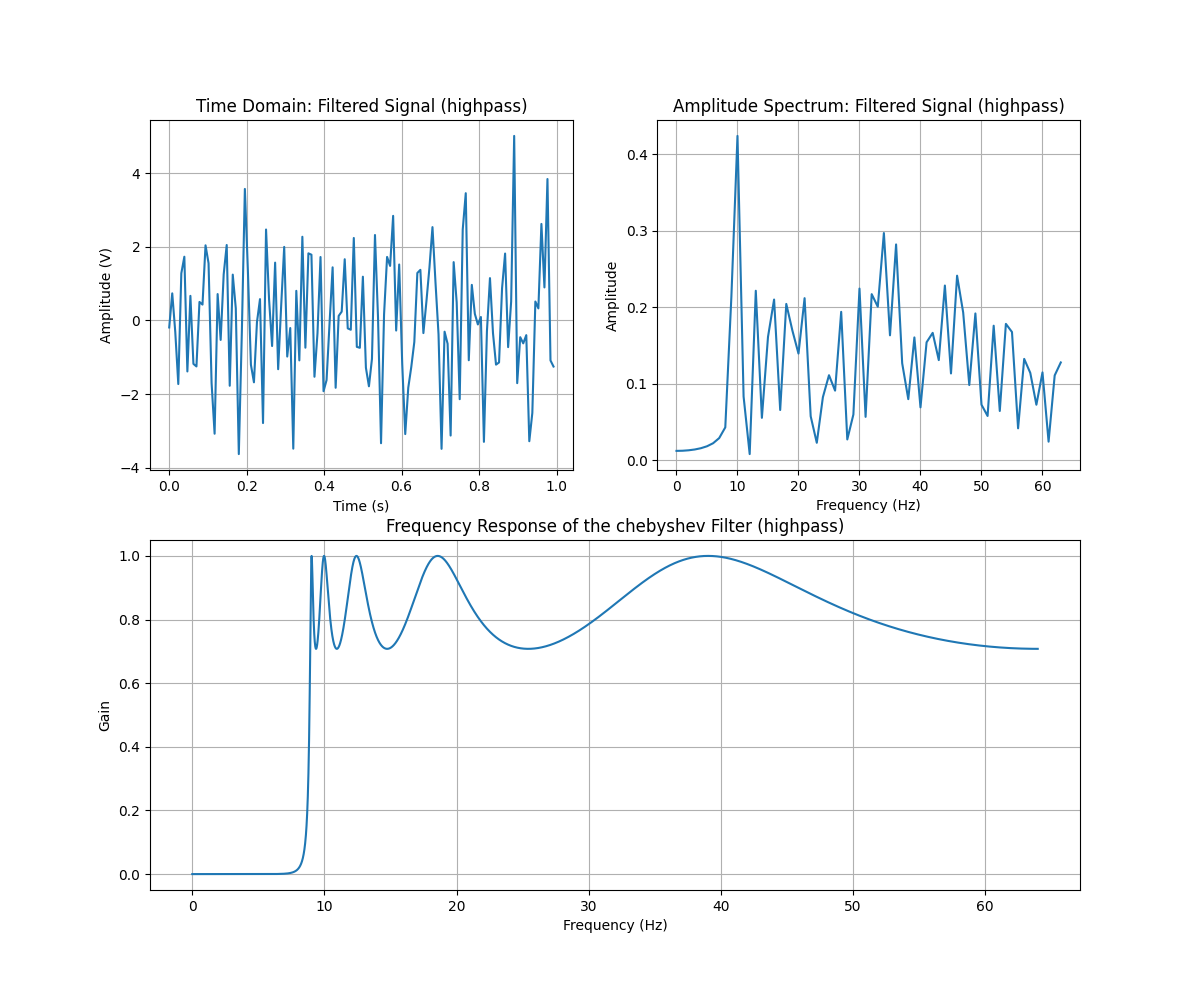 Time Domain: Filtered Signal (highpass)
Amplitude (V)
4
2
0
−2
−4
0.0 0.2 0.4 0.6 0.8 1.0
Time (s)
Amplitude Spectrum: Filtered Signal (highpass)
Amplitude
0.4
0.3
0.2
0.1
0.0
0 10 20 30 40 50 60
Frequency (Hz)
Frequency Response of the chebyshev Filter (highpass)
Gain
1.0
0.8
0.6
0.4
0.2
0.0
0 10 20 30 40 50 60
Frequency (Hz)